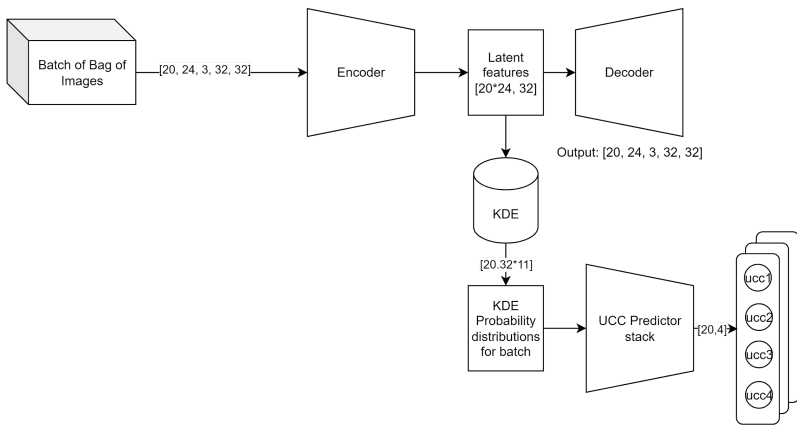 Batch of Bag of
Images
[20, 24, 3, 32, 32]
Encoder
Latent
features
[20*24, 32]
Decoder
Output: [20, 24, 3, 32, 32]
KDE
[20.32*11]
KDE
Probability
distributions
for batch
UCC Predictor
stack
[20,4]
ucc1
ucc2
ucc3
ucc4